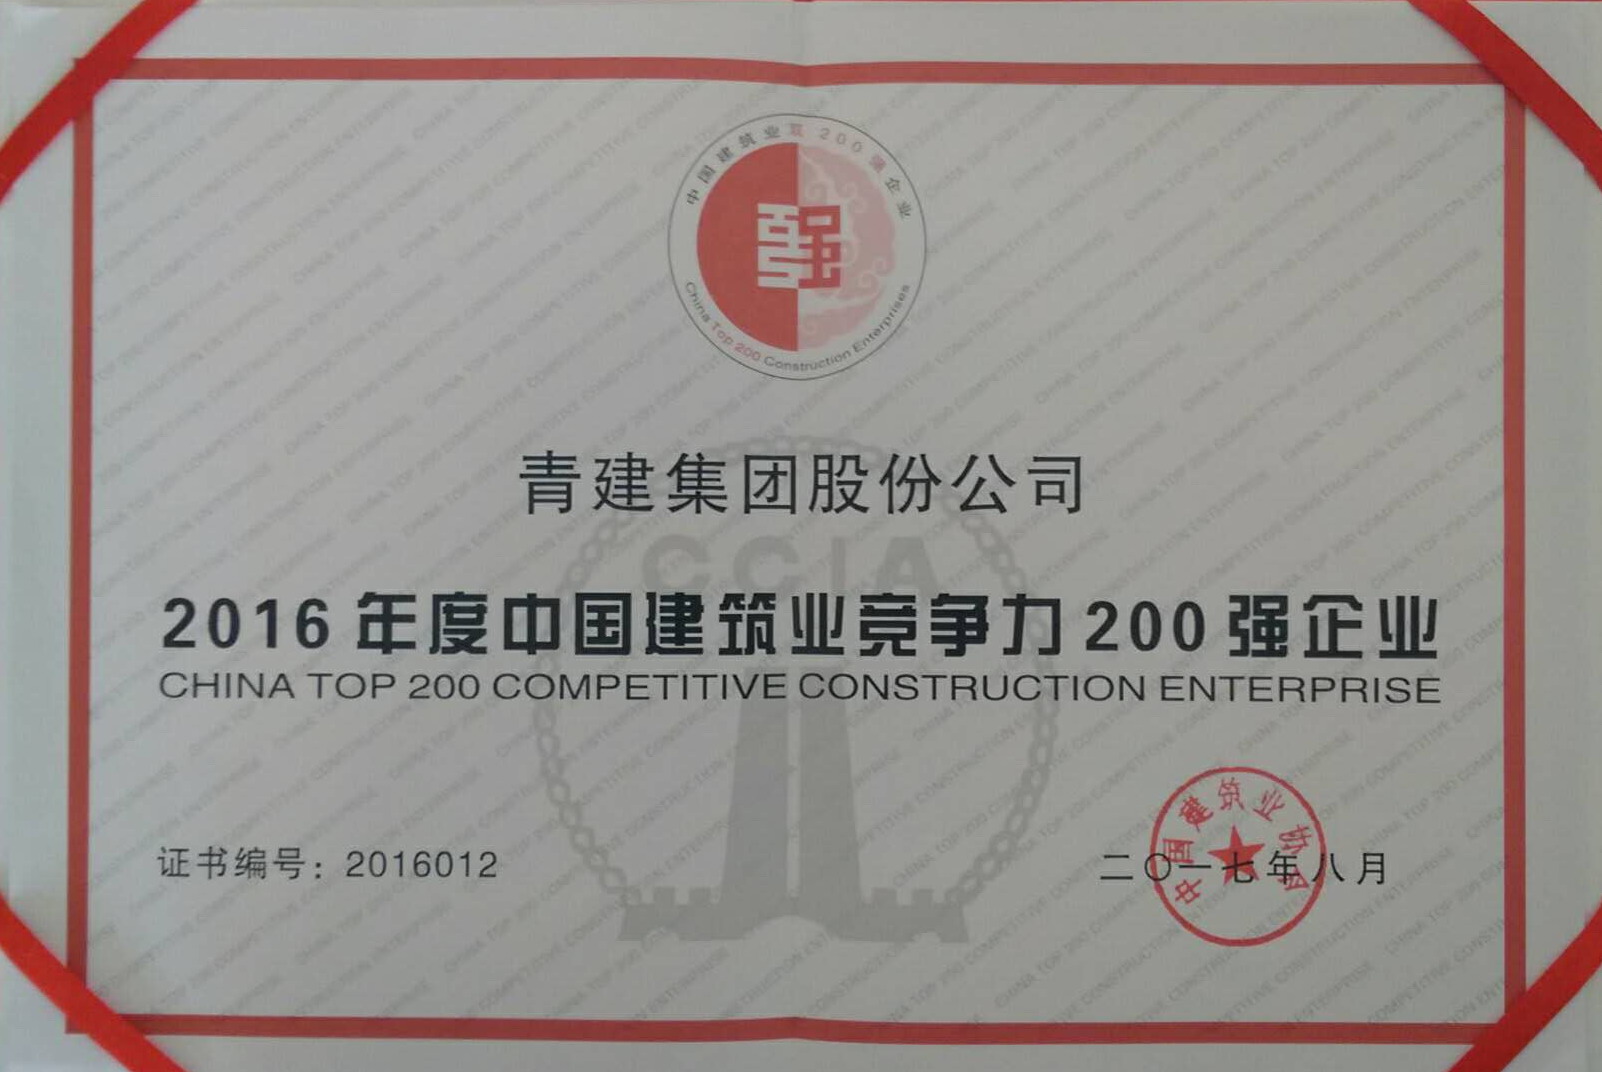 中国建筑业双200强企业
强
China Top 200 Construction Enterprises
青建集团股份公司
CCIA
2016年度中国建筑业竞争力200强企业
CHINA TOP 200 COMPETITIVE CONSTRUCTION ENTERPRISE
证书编号：2016012
二〇一七年八月
中国建筑业协会